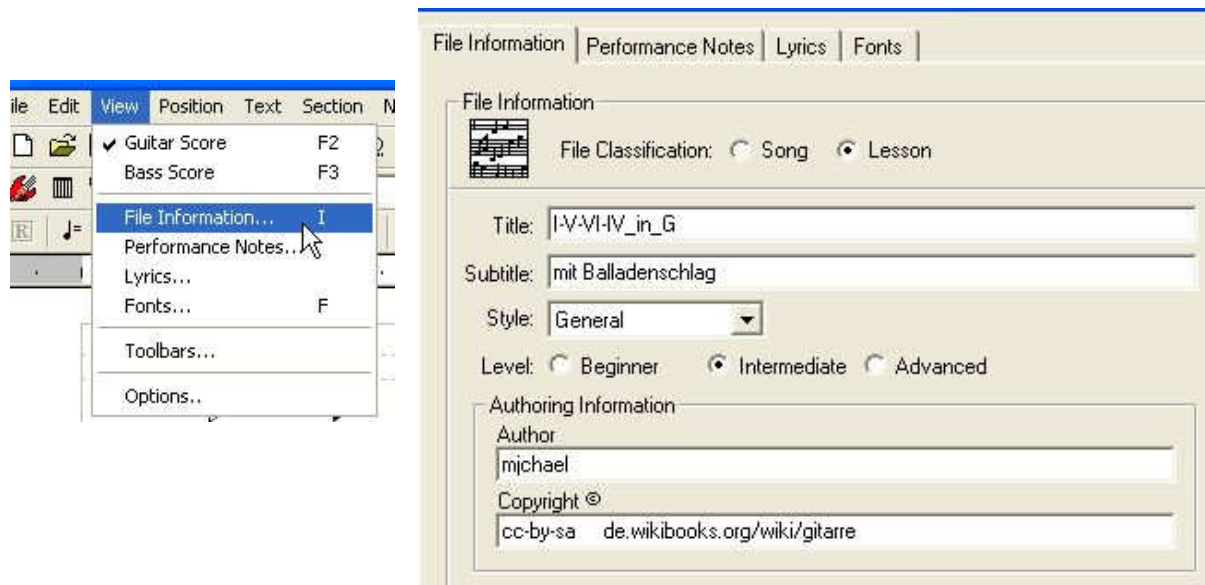 ile Edit View Position Text Section N
Guitar Score F2
Bass Score F3
File Information... I
Performance Notes...
Lyrics...
Fonts... F
Toolbars...
Options..
File Information Performance Notes Lyrics Fonts
File Information
File Classification: Song Lesson
Title: I-V-VI-IV_in_G
Subtitle: mit Balladenschlag
Style: General
Level: Beginner Intermediate Advanced
Authoring Information
Author
mjchael
Copyright ©
cc-by-sa de.wikibooks.org/wiki/gitarre